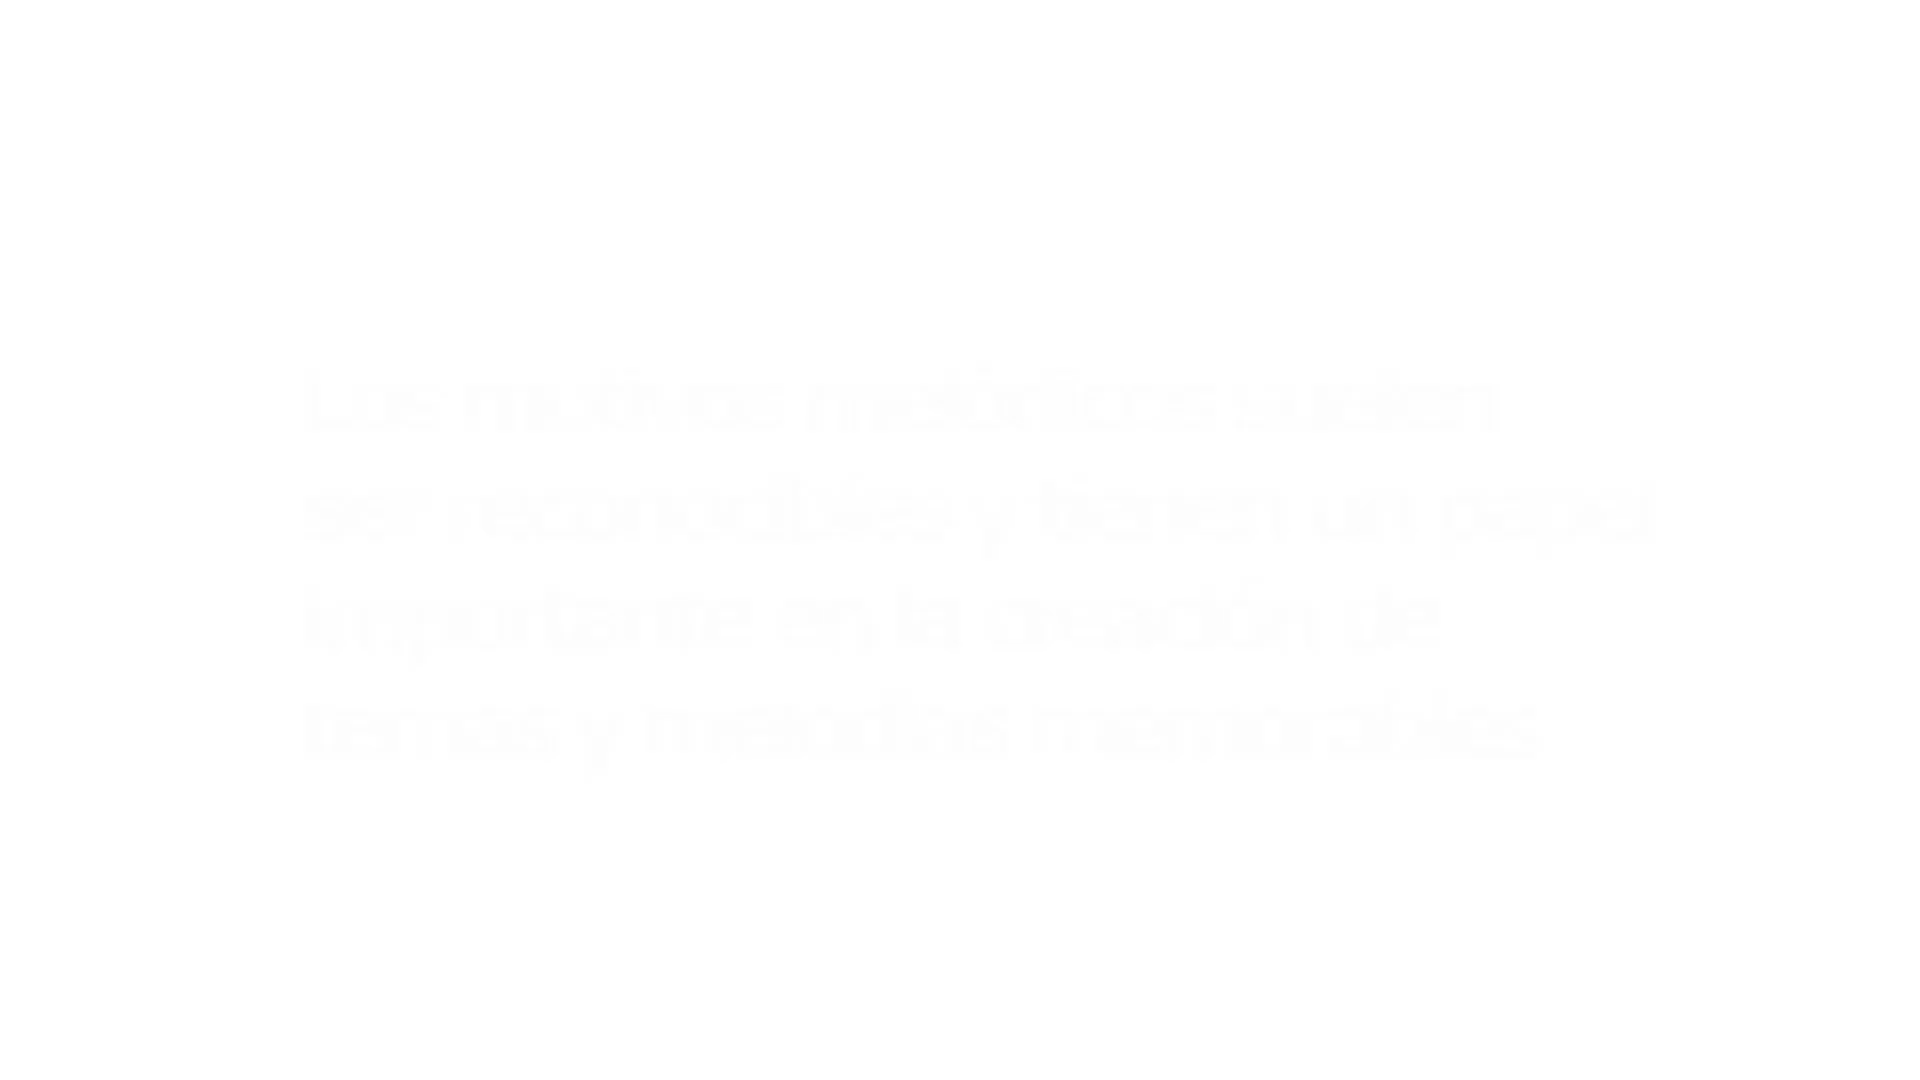 Los motivos melódicos suelen
ser reconocibles y tienen un papel
importante en la creación de
temas y melodías memorables